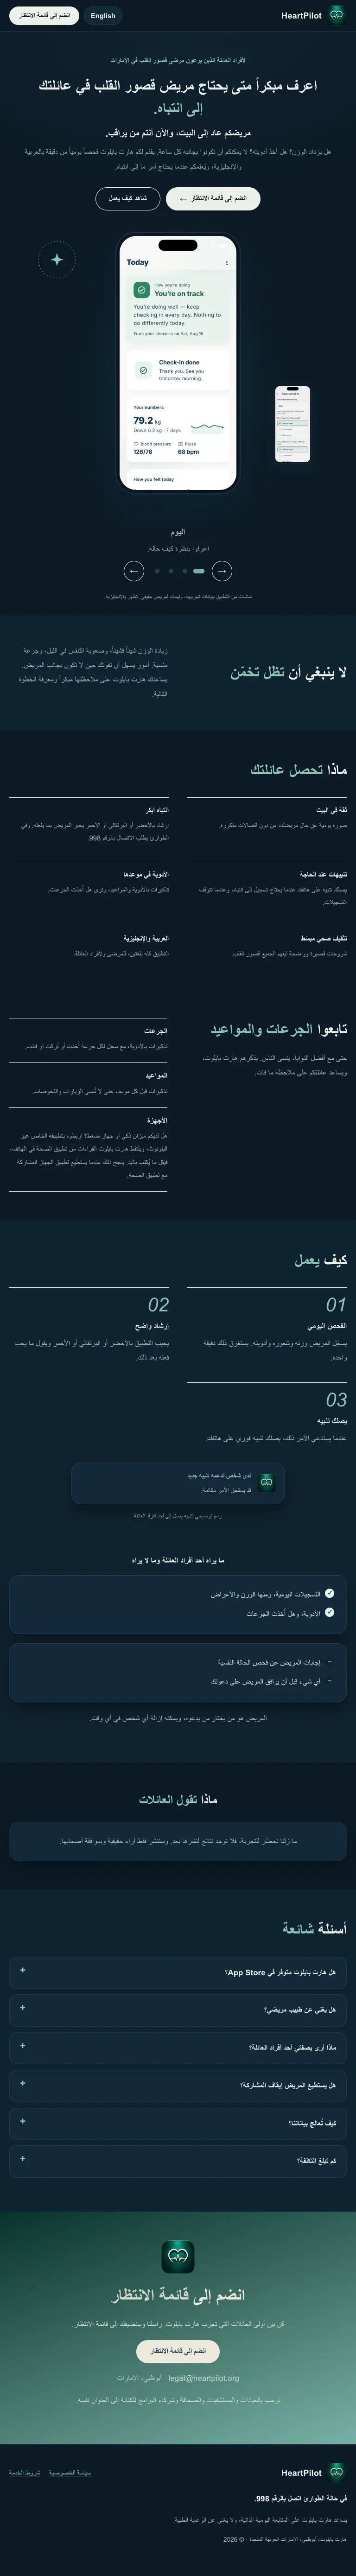 HeartPilot
English
انضم إلى قائمة الانتظار
لأفراد العائلة الذين يرعون مرضى قصور القلب في الإمارات
اعرف مبكراً متى يحتاج مريض قصور القلب في عائلتك
إلى انتباه.
مريضكم عاد إلى البيت، والآن أنتم من يراقب.
هل يزداد الوزن؟ هل أخذ أدويته؟ لا يمكنكم أن تكونوا بجانبه كل ساعة. يقدّم لكم هارت بايلوت فحصاً يومياً من دقيقة بالعربية
والإنجليزية، ويُعلمكم عندما يحتاج أمر ما إلى انتباه.
انضم إلى قائمة الانتظار ←
شاهد كيف يعمل
Today
ع
How you're doing
You're on track
You're doing well — keep
checking in every day. Nothing to
do differently today.
From your check-in on Sat, Aug 15
Check-in done
Thank you. See you
tomorrow morning.
Your numbers
79.2 kg
Down 0.2 kg · 7 days
Blood pressure
126/78
Pulse
68 bpm
How you felt today
اليوم
اعرفوا بنظرة كيف حاله.
شاشات من التطبيق ببيانات تجريبية، وليست لمريض حقيقي. تظهر بالإنجليزية.
لا ينبغي أن تظل تخمّن
زيادة الوزن شيئاً فشيئاً، وصعوبة التنفس في الليل، وجرعة
منسية. أمور يسهل أن تفوتك حين لا تكون بجانب المريض.
يساعدك هارت بايلوت على ملاحظتها مبكراً ومعرفة الخطوة
التالية.
ماذا تحصل عائلتك
ثقة في البيت
صورة يومية عن حال مريضك، من دون اتصالات متكررة.
انتباه أبكر
إرشاد بالأخضر أو البرتقالي أو الأحمر يخبر المريض بما يفعله. وفي
الطوارئ يطلب الاتصال بالرقم 998.
تنبيهات عند الحاجة
يصلك تنبيه على هاتفك عندما يحتاج تسجيل إلى انتباه، وعندما تتوقف
التسجيلات.
الأدوية في موعدها
تذكيرات بالأدوية والمواعيد، وترى هل أُخذت الجرعات.
تثقيف صحي مبسّط
شروحات قصيرة وواضحة ليفهم الجميع قصور القلب.
العربية والإنجليزية
التطبيق كله بلغتين، للمرضى ولأفراد العائلة.
تابعوا الجرعات والمواعيد
حتى مع أفضل النوايا، ينسى الناس. يذكّرهم هارت بايلوت،
ويساعد عائلتكم على ملاحظة ما فات.
الجرعات
تذكيرات بالأدوية، مع سجل لكل جرعة أُخذت أو تُركت أو فاتت.
المواعيد
تذكيرات قبل كل موعد، حتى لا تُنسى الزيارات والفحوصات.
الأجهزة
هل لديكم ميزان ذكي أو جهاز ضغط؟ اربطوه بتطبيقه الخاص عبر
البلوتوث، ويلتقط هارت بايلوت القراءات من تطبيق الصحة في الهاتف،
فيقل ما يُكتب باليد. ينجح ذلك عندما يستطيع تطبيق الجهاز المشاركة
مع تطبيق الصحة.
كيف يعمل
01
الفحص اليومي
يسجّل المريض وزنه وشعوره وأدويته. يستغرق ذلك دقيقة
واحدة.
02
إرشاد واضح
يجيب التطبيق بالأخضر أو البرتقالي أو الأحمر ويقول ما يجب
فعله بعد ذلك.
03
يصلك تنبيه
عندما يستدعي الأمر ذلك، يصلك تنبيه فوري على هاتفك.
لدى شخص تدعمه تنبيه جديد
قد يستحق الأمر مكالمة.
رسم توضيحي لتنبيه يصل إلى أحد أفراد العائلة
ما يراه أحد أفراد العائلة وما لا يراه
التسجيلات اليومية، ومنها الوزن والأعراض
الأدوية، وهل أُخذت الجرعات
– إجابات المريض عن فحص الحالة النفسية
– أي شيء قبل أن يوافق المريض على دعوتك
المريض هو من يختار من يدعوه، ويمكنه إزالة أي شخص في أي وقت.
ماذا تقول العائلات
ما زلنا نحضّر للتجربة، فلا توجد نتائج لنشرها بعد. وسننشر فقط آراء حقيقية وبموافقة أصحابها.
أسئلة شائعة
هل هارت بايلوت متوفر في App Store؟
+
هل يغني عن طبيب مريضي؟
+
ماذا أرى بصفتي أحد أفراد العائلة؟
+
هل يستطيع المريض إيقاف المشاركة؟
+
كيف تُعالج بياناتنا؟
+
كم تبلغ التكلفة؟
+
انضم إلى قائمة الانتظار
كن بين أولى العائلات التي تجرب هارت بايلوت. راسلنا وسنضيفك إلى قائمة الانتظار.
انضم إلى قائمة الانتظار
legal@heartpilot.org · أبوظبي، الإمارات
نرحب بالعيادات والمستشفيات والصحافة وشركاء البرامج للكتابة إلى العنوان نفسه.
HeartPilot
سياسة الخصوصية
شروط الخدمة
في حالة الطوارئ اتصل بالرقم 998.
يساعد هارت بايلوت على المتابعة اليومية الذاتية، ولا يغني عن الرعاية الطبية.
هارت بايلوت، أبوظبي، الإمارات العربية المتحدة · © 2026